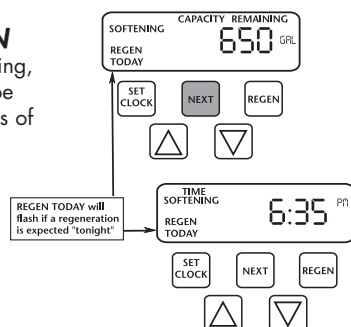 N
ing,
be
s of
CAPACITY REMAINING
SOFTENING
650 GAL
REGEN
TODAY
SET
CLOCK
NEXT
REGEN
REGEN TODAY will
flash if a regeneration
is expected "tonight"
TIME
SOFTENING
6:35 PM
REGEN
TODAY
SET
CLOCK
NEXT
REGEN